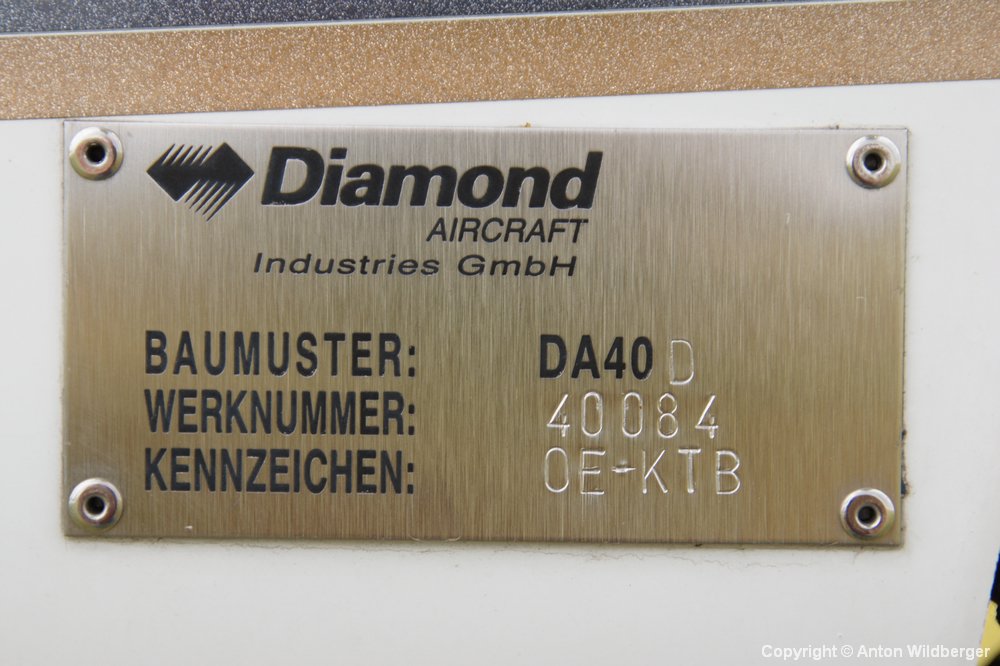 Diamond
AIRCRAFT
Industries GmbH
BAUMUSTER: DA40 D
WERKNUMMER: 40084
KENNZEICHEN: OE-KTB
Copyright © Anton Wildberger